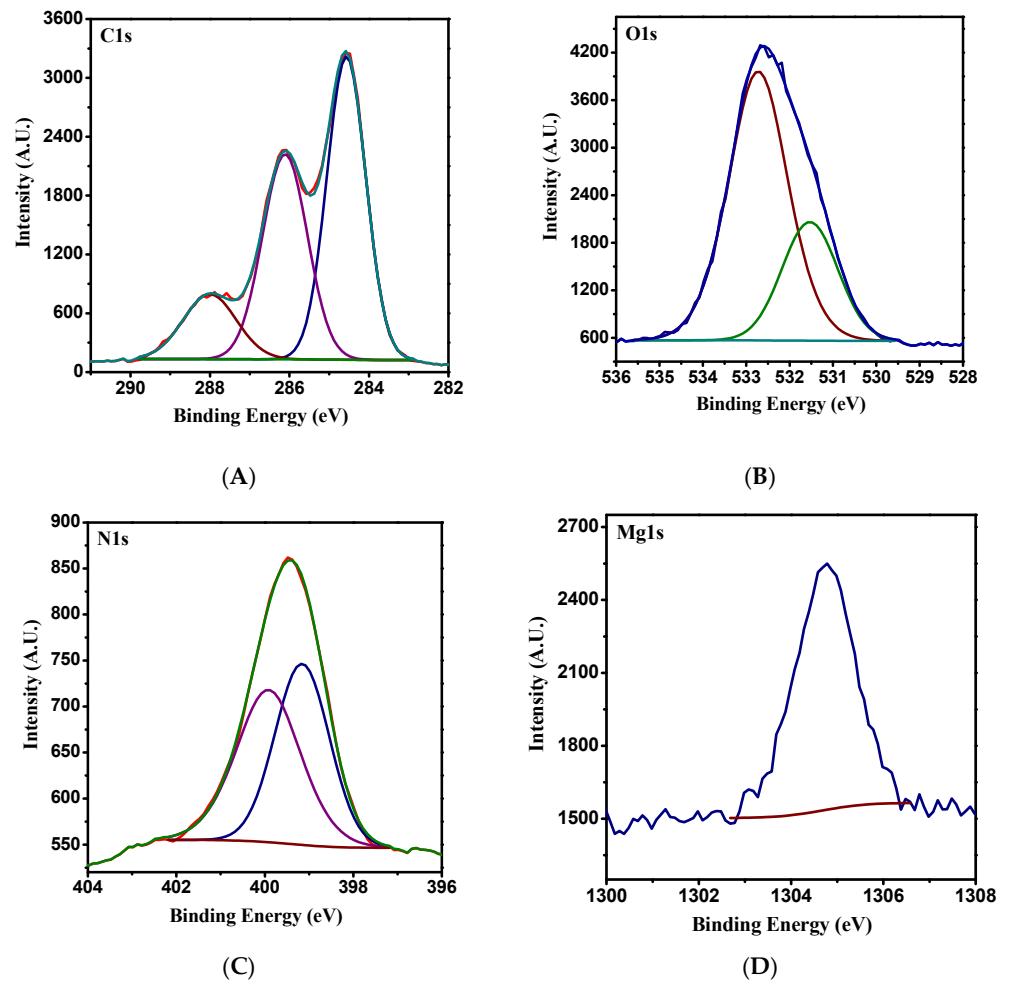 C1s
3600
3000
2400
1800
1200
600
0
290 288 286 284 282
Intensity (A.U.)
Binding Energy (eV)
(A)
O1s
4200
3600
3000
2400
1800
1200
600
536 535 534 533 532 531 530 529 528
Intensity (A.U.)
Binding Energy (eV)
(B)
N1s
900
850
800
750
700
650
600
550
404 402 400 398 396
Intensity (A.U.)
Binding Energy (eV)
(C)
Mg1s
2700
2400
2100
1800
1500
1300 1302 1304 1306 1308
Intensity (A.U.)
Binding Energy (eV)
(D)